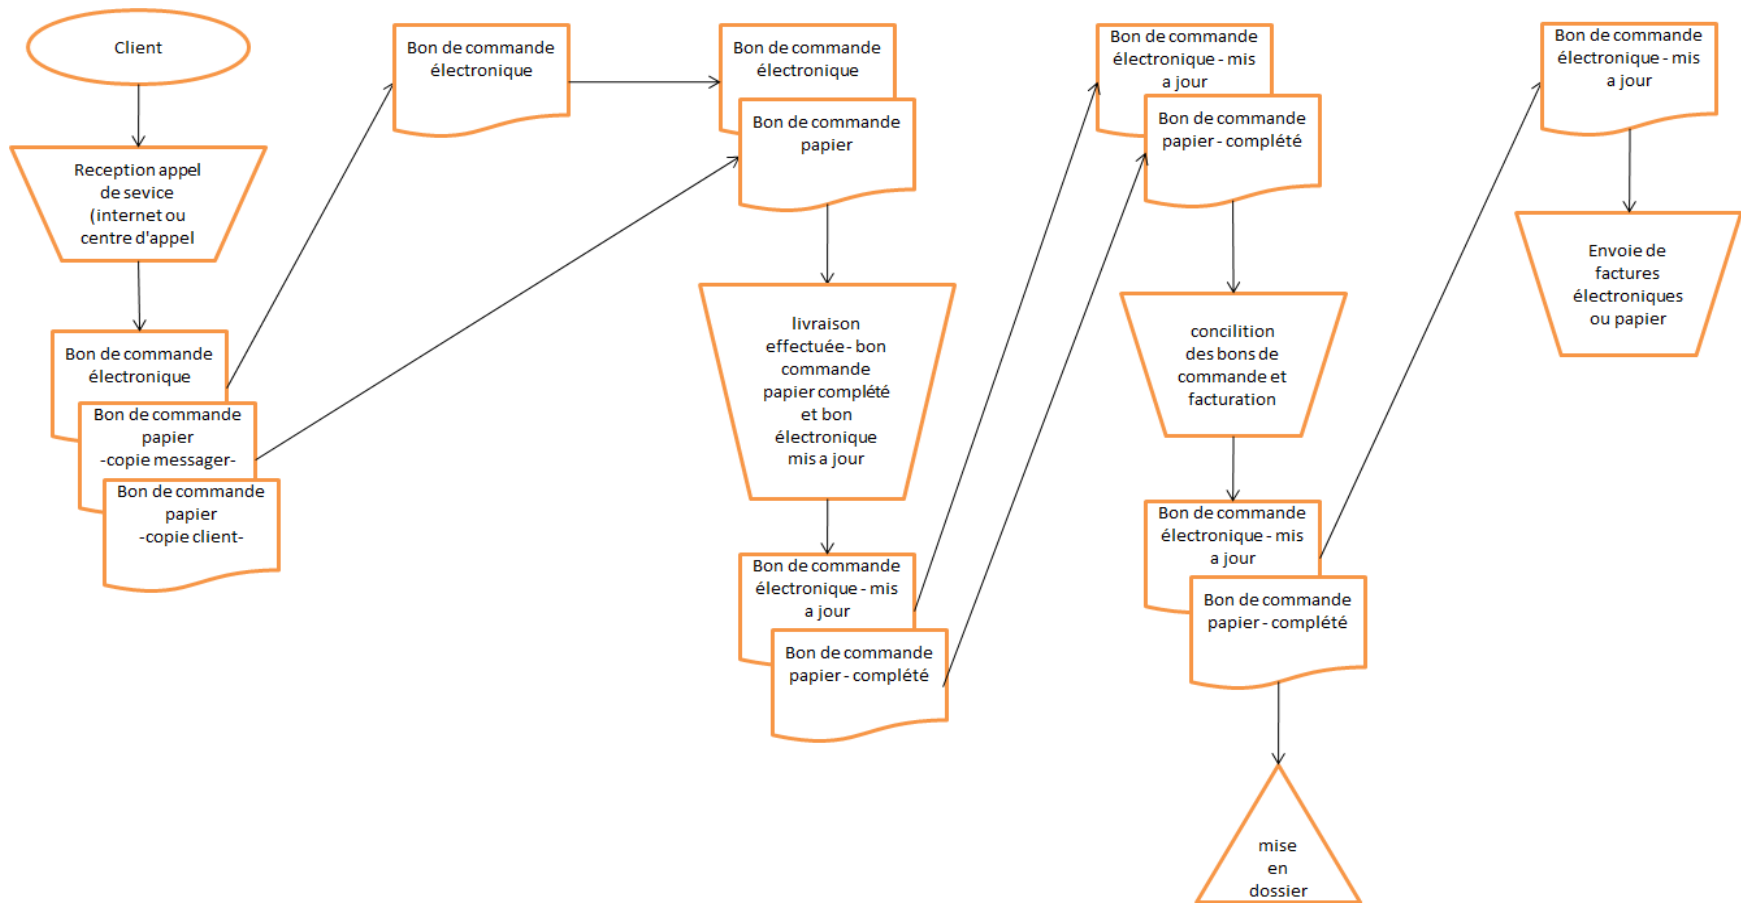 Client
Reception appel
de sevice
(internet ou
centre d'appel
Bon de commande
électronique
Bon de commande
papier
-copie messager-
Bon de commande
papier
-copie client-
Bon de commande
électronique
Bon de commande
électronique
Bon de commande
papier
livraison
effectuée - bon
commande
papier complété
et bon
électronique
mis a jour
Bon de commande
électronique - mis
a jour
Bon de commande
papier - complété
Bon de commande
électronique - mis
a jour
Bon de commande
papier - complété
concilition
des bons de
commande et
facturation
Bon de commande
électronique - mis
a jour
Bon de commande
papier - complété
mise
en
dossier
Bon de commande
électronique - mis
a jour
Envoie de
factures
électroniques
ou papier